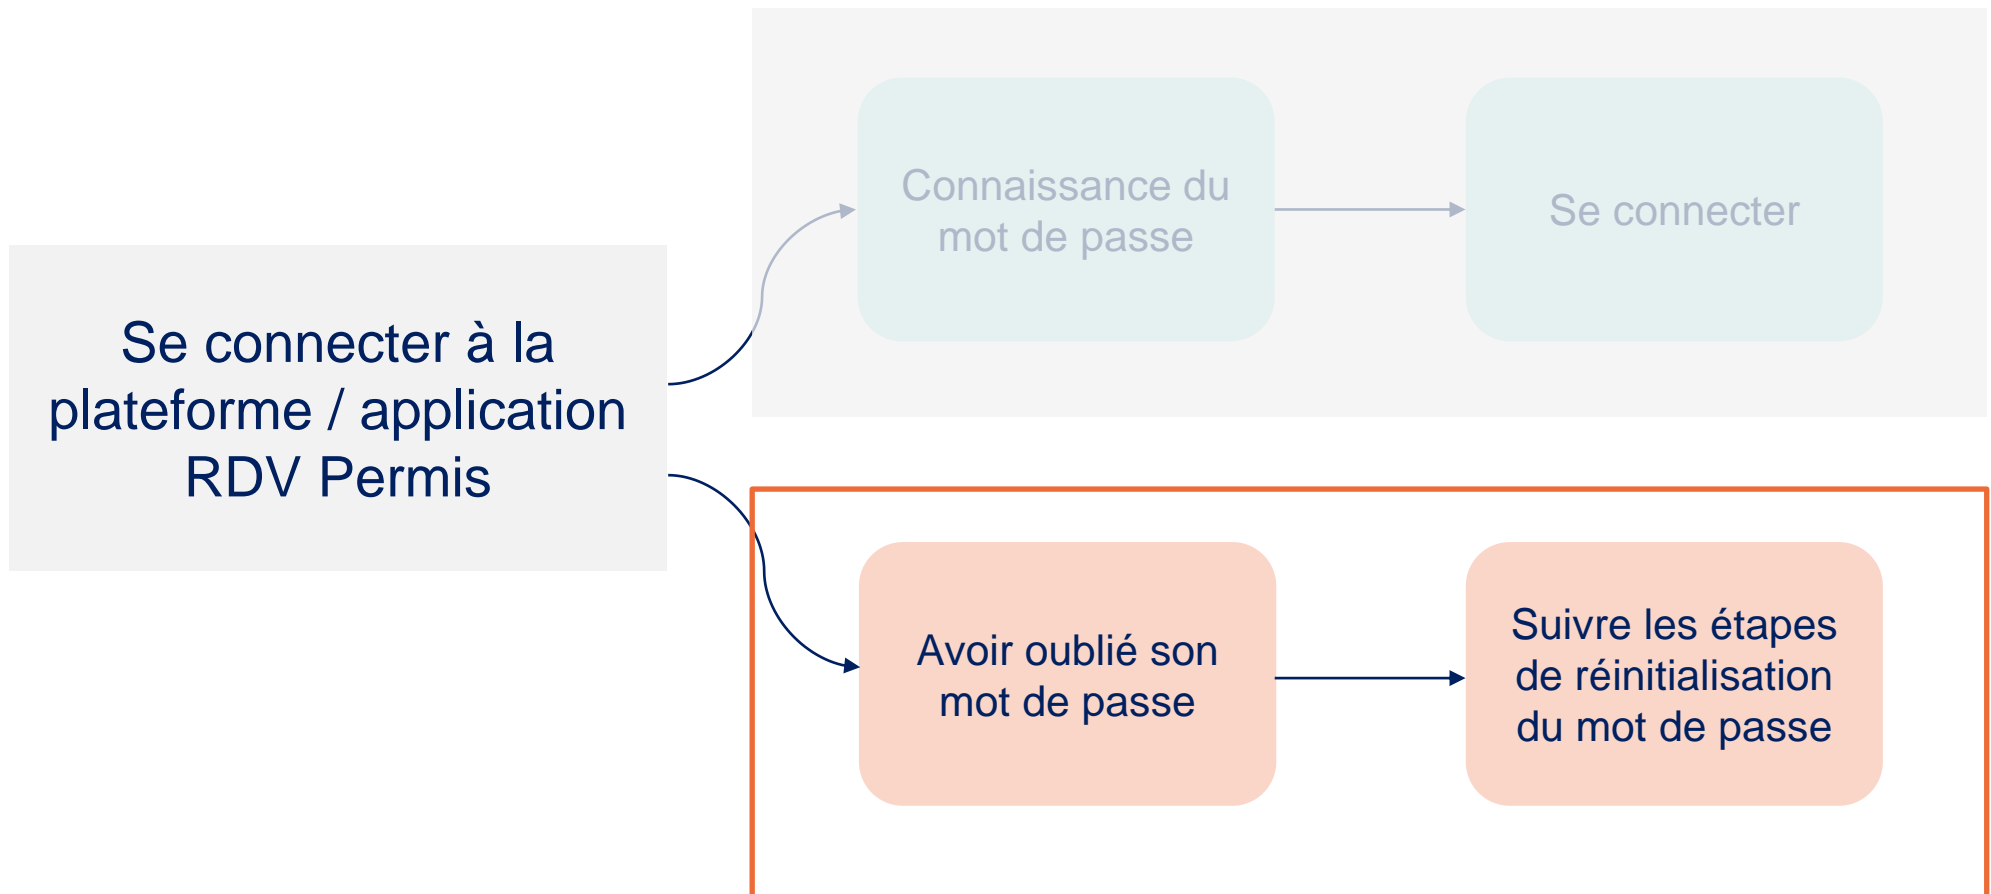 Connaissance du
mot de passe
Se connecter
Se connecter à la
plateforme / application
RDV Permis
Avoir oublié son
mot de passe
Suivre les étapes
de réinitialisation
du mot de passe